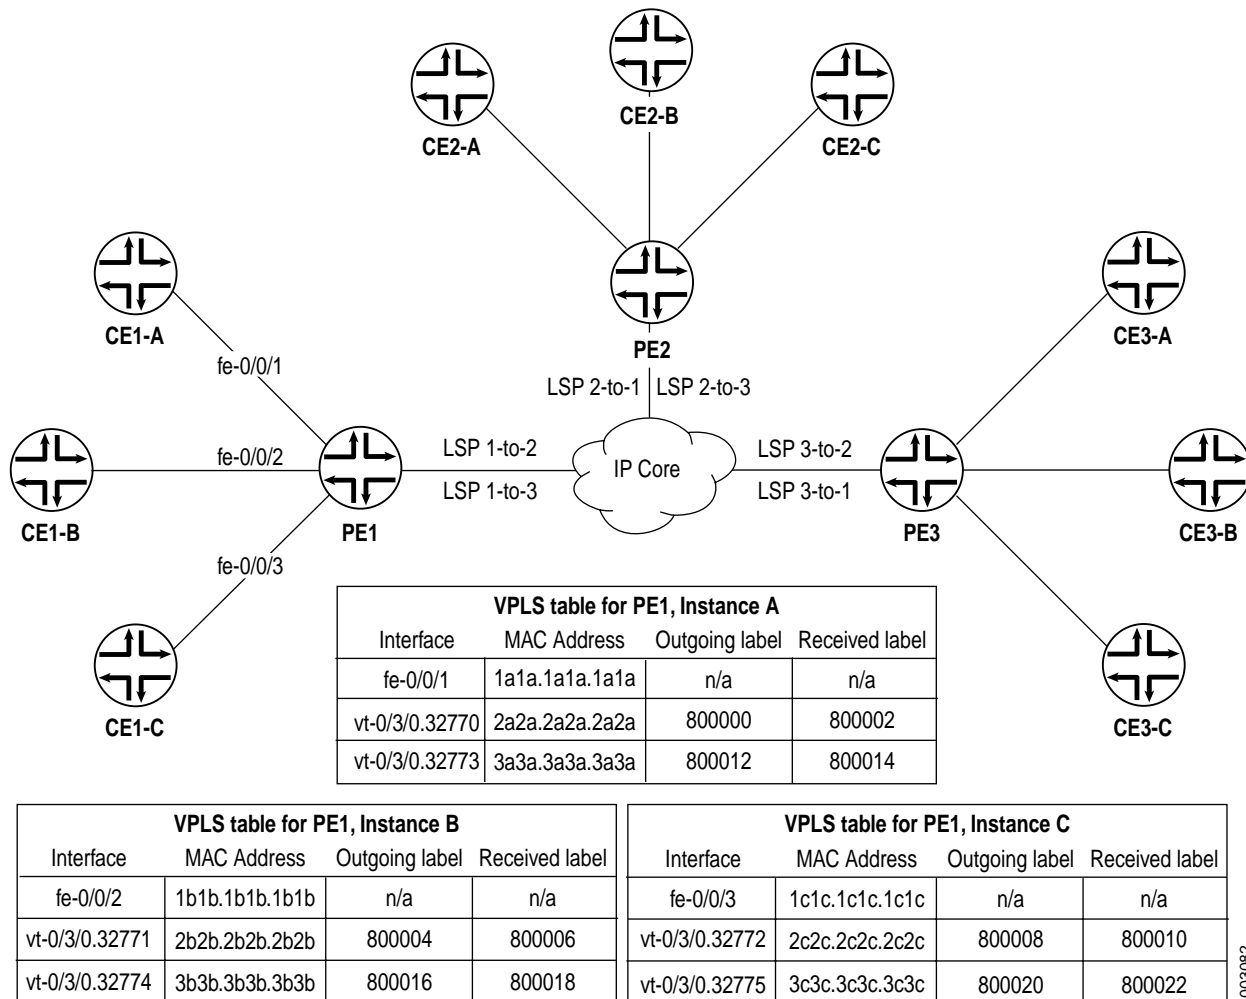 CE2-B
CE2-A
CE2-C
CE1-A
PE2
CE3-A
fe-0/0/1
LSP 2-to-1
LSP 2-to-3
fe-0/0/2
LSP 1-to-2
IP Core
LSP 3-to-2
LSP 1-to-3
LSP 3-to-1
CE1-B
PE1
PE3
CE3-B
fe-0/0/3
CE1-C
CE3-C
VPLS table for PE1, Instance A
Interface MAC Address Outgoing label Received label
fe-0/0/1 1a1a.1a1a.1a1a n/a n/a
vt-0/3/0.32770 2a2a.2a2a.2a2a 800000 800002
vt-0/3/0.32773 3a3a.3a3a.3a3a 800012 800014
VPLS table for PE1, Instance B
Interface MAC Address Outgoing label Received label
fe-0/0/2 1b1b.1b1b.1b1b n/a n/a
vt-0/3/0.32771 2b2b.2b2b.2b2b 800004 800006
vt-0/3/0.32774 3b3b.3b3b.3b3b 800016 800018
VPLS table for PE1, Instance C
Interface MAC Address Outgoing label Received label
fe-0/0/3 1c1c.1c1c.1c1c n/a n/a
vt-0/3/0.32772 2c2c.2c2c.2c2c 800008 800010
vt-0/3/0.32775 3c3c.3c3c.3c3c 800020 800022